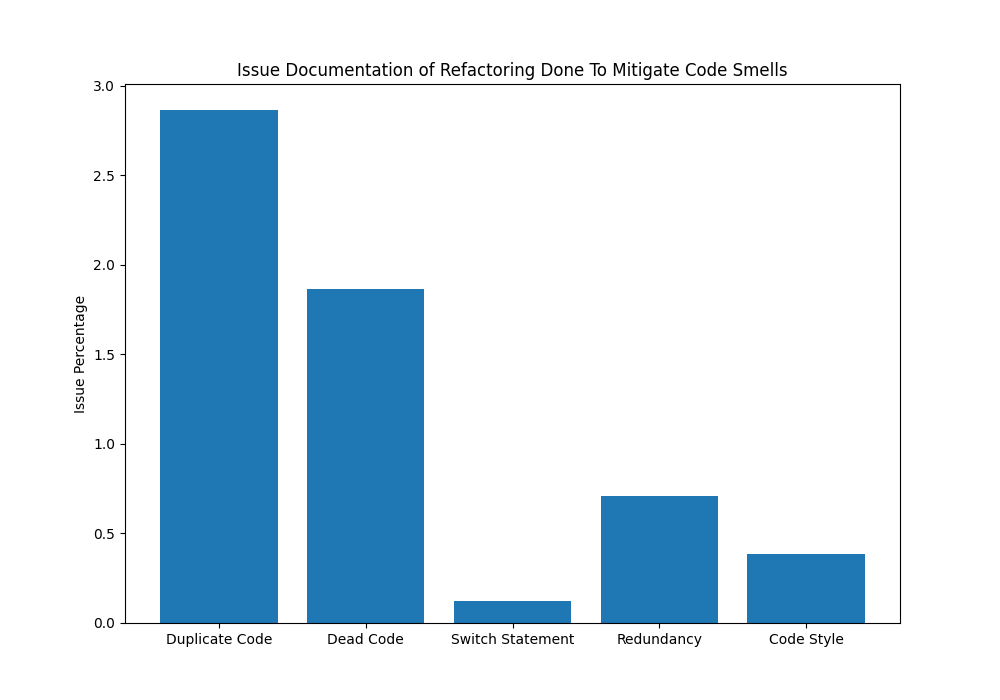 Issue Documentation of Refactoring Done To Mitigate Code Smells
3.0
2.5
2.0
1.5
1.0
0.5
0.0
Issue Percentage
Duplicate Code
Dead Code
Switch Statement
Redundancy
Code Style